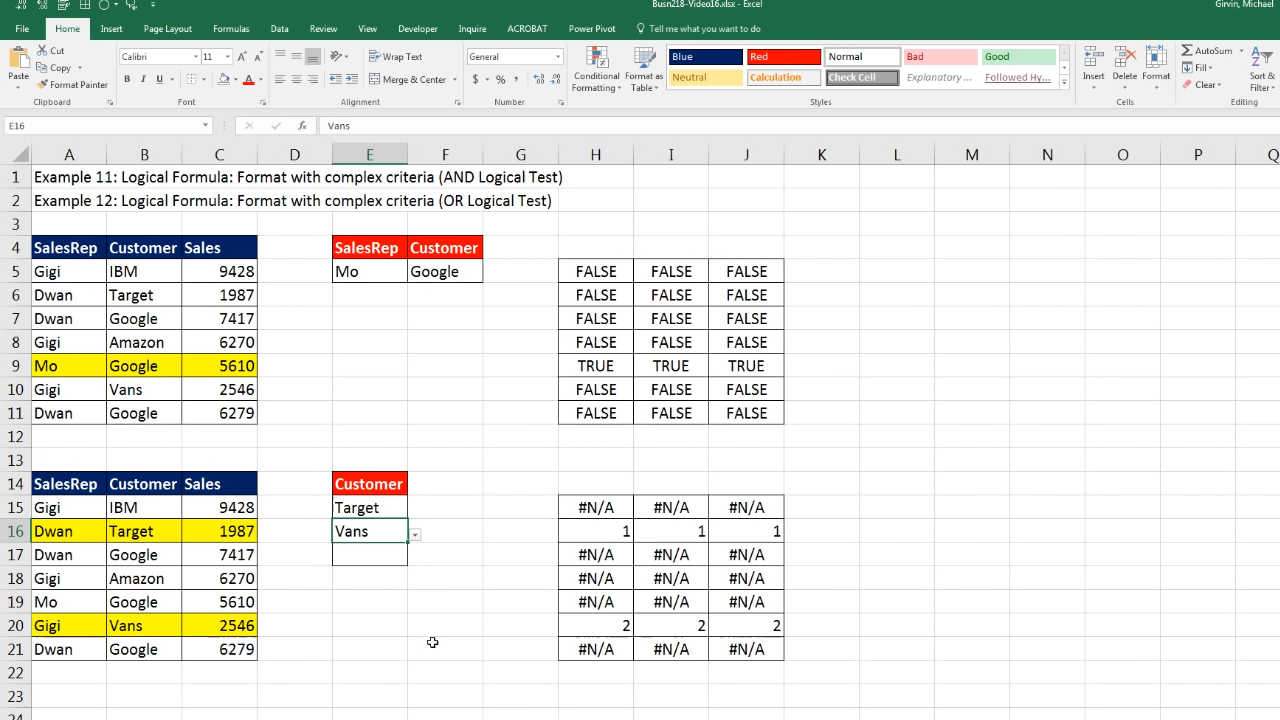 Busn218-Video16.xlsx - Excel
Girvin, Michael
File Home Insert Page Layout Formulas Data Review View Developer Inquire ACROBAT Power Pivot Tell me what you want to do
Paste Cut Copy Format Painter Clipboard
Calibri 11 A A B I U A Font
Wrap Text Merge & Center Alignment
General $ % , Number
Conditional Formatting Format as Table
Blue Red Normal Bad Good
Neutral Calculation Check Cell Explanatory ... Followed Hy...
Styles
Insert Delete Format Cells
AutoSum Fill Clear Sort & Filter Editing
E16 fx Vans
A B C D E F G H I J K L M N O P Q
1 Example 11: Logical Formula: Format with complex criteria (AND Logical Test)
2 Example 12: Logical Formula: Format with complex criteria (OR Logical Test)
3
4 SalesRep Customer Sales SalesRep Customer
5 Gigi IBM 9428 Mo Google FALSE FALSE FALSE
6 Dwan Target 1987 FALSE FALSE FALSE
7 Dwan Google 7417 FALSE FALSE FALSE
8 Gigi Amazon 6270 FALSE FALSE FALSE
9 Mo Google 5610 TRUE TRUE TRUE
10 Gigi Vans 2546 FALSE FALSE FALSE
11 Dwan Google 6279 FALSE FALSE FALSE
12
13
14 SalesRep Customer Sales Customer
15 Gigi IBM 9428 Target #N/A #N/A #N/A
16 Dwan Target 1987 Vans 1 1 1
17 Dwan Google 7417 #N/A #N/A #N/A
18 Gigi Amazon 6270 #N/A #N/A #N/A
19 Mo Google 5610 #N/A #N/A #N/A
20 Gigi Vans 2546 2 2 2
21 Dwan Google 6279 #N/A #N/A #N/A
22
23
24